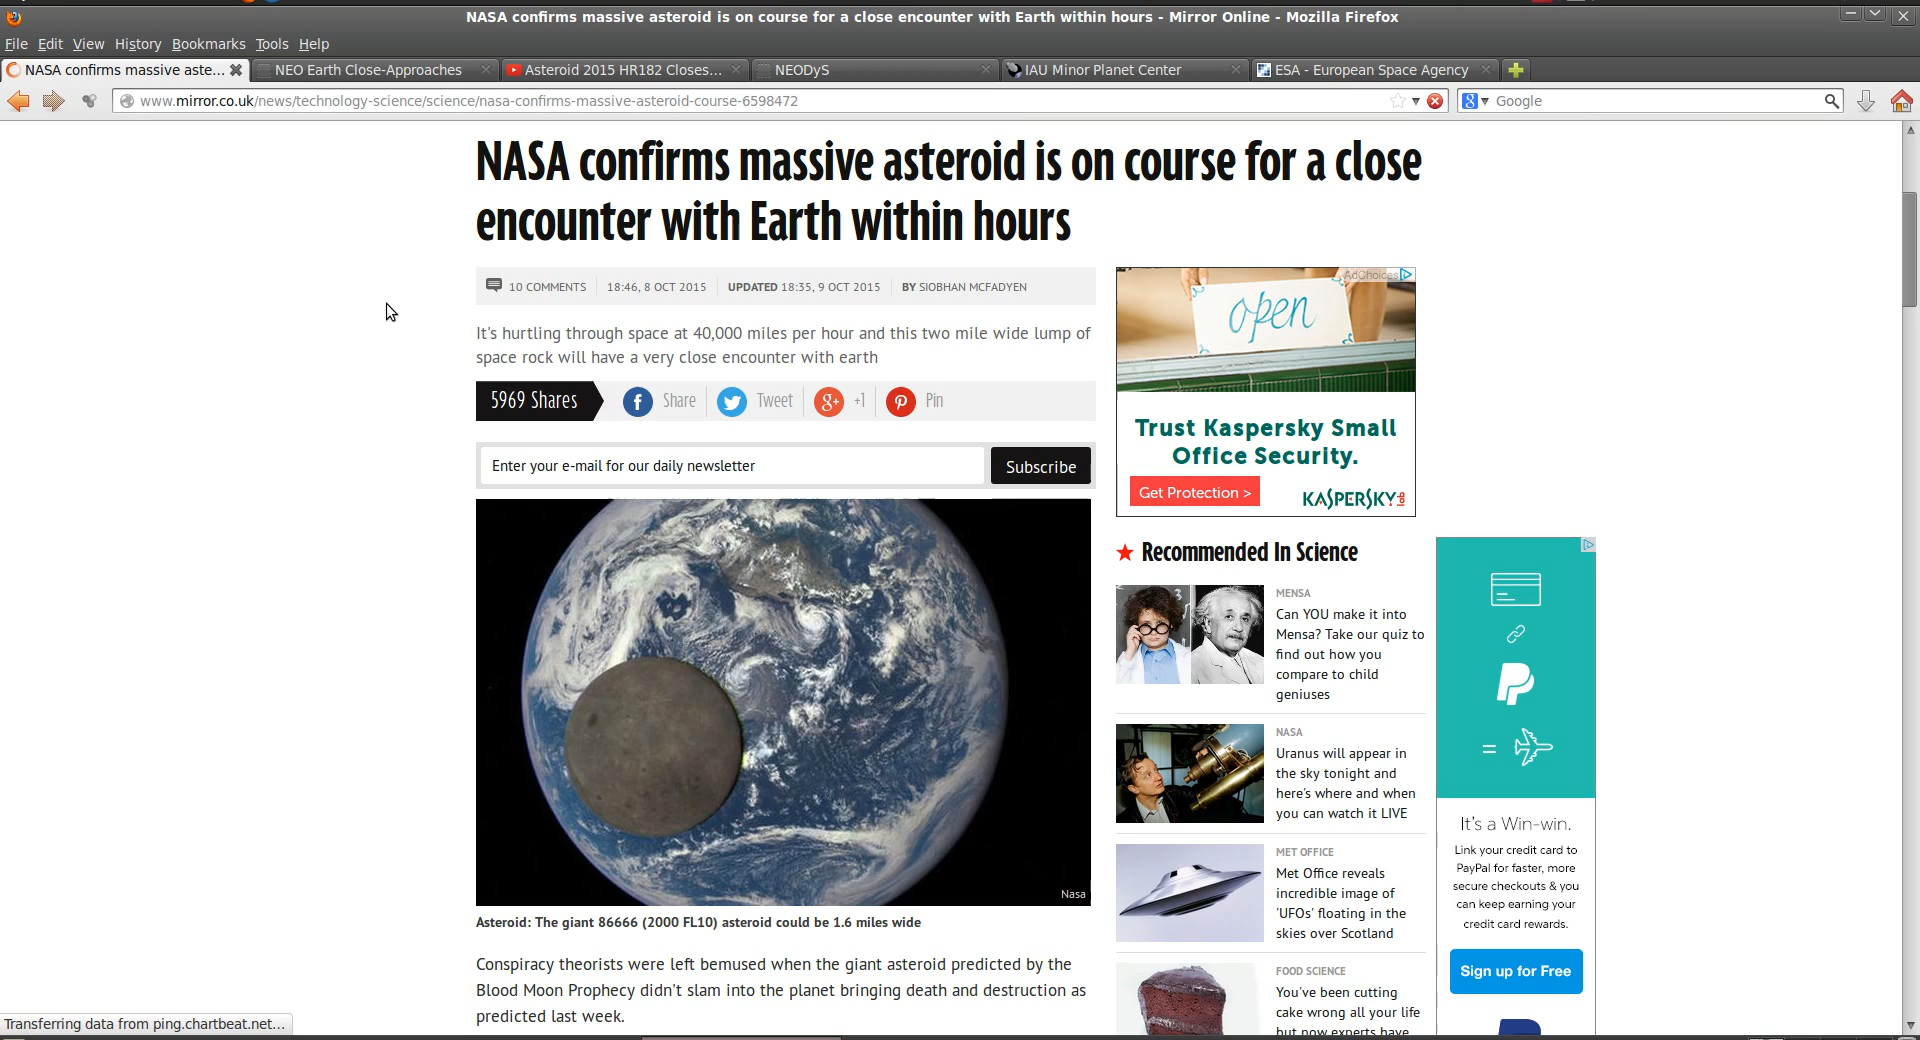 NASA confirms massive asteroid is on course for a close encounter with Earth within hours - Mirror Online - Mozilla Firefox
File Edit View History Bookmarks Tools Help
NASA confirms massive aste... NEO Earth Close-Approaches Asteroid 2015 HR182 Closes... NEODyS IAU Minor Planet Center ESA - European Space Agency
www.mirror.co.uk/news/technology-science/science/nasa-confirms-massive-asteroid-course-6598472
Google
NASA confirms massive asteroid is on course for a close
encounter with Earth within hours
10 COMMENTS 18:46, 8 OCT 2015 UPDATED 18:35, 9 OCT 2015 BY SIOBHAN MCFADYEN
It's hurtling through space at 40,000 miles per hour and this two mile wide lump of
space rock will have a very close encounter with earth
5969 Shares Share Tweet +1 Pin
Enter your e-mail for our daily newsletter Subscribe
Nasa
Asteroid: The giant 86666 (2000 FL10) asteroid could be 1.6 miles wide
Conspiracy theorists were left bemused when the giant asteroid predicted by the
Blood Moon Prophecy didn't slam into the planet bringing death and destruction as
predicted last week.
AdChoices
open
Trust Kaspersky Small
Office Security.
Get Protection > KASPERSKY lab
Recommended In Science
MENSA
Can YOU make it into
Mensa? Take our quiz to
find out how you
compare to child
geniuses
NASA
Uranus will appear in
the sky tonight and
here's where and when
you can watch it LIVE
MET OFFICE
Met Office reveals
incredible image of
'UFOs' floating in the
skies over Scotland
FOOD SCIENCE
You've been cutting
cake wrong all your life
but now experts have
=
It's a Win-win.
Link your credit card to
PayPal for faster, more
secure checkouts & you
can keep earning your
credit card rewards.
Sign up for Free
Transferring data from ping.chartbeat.net...